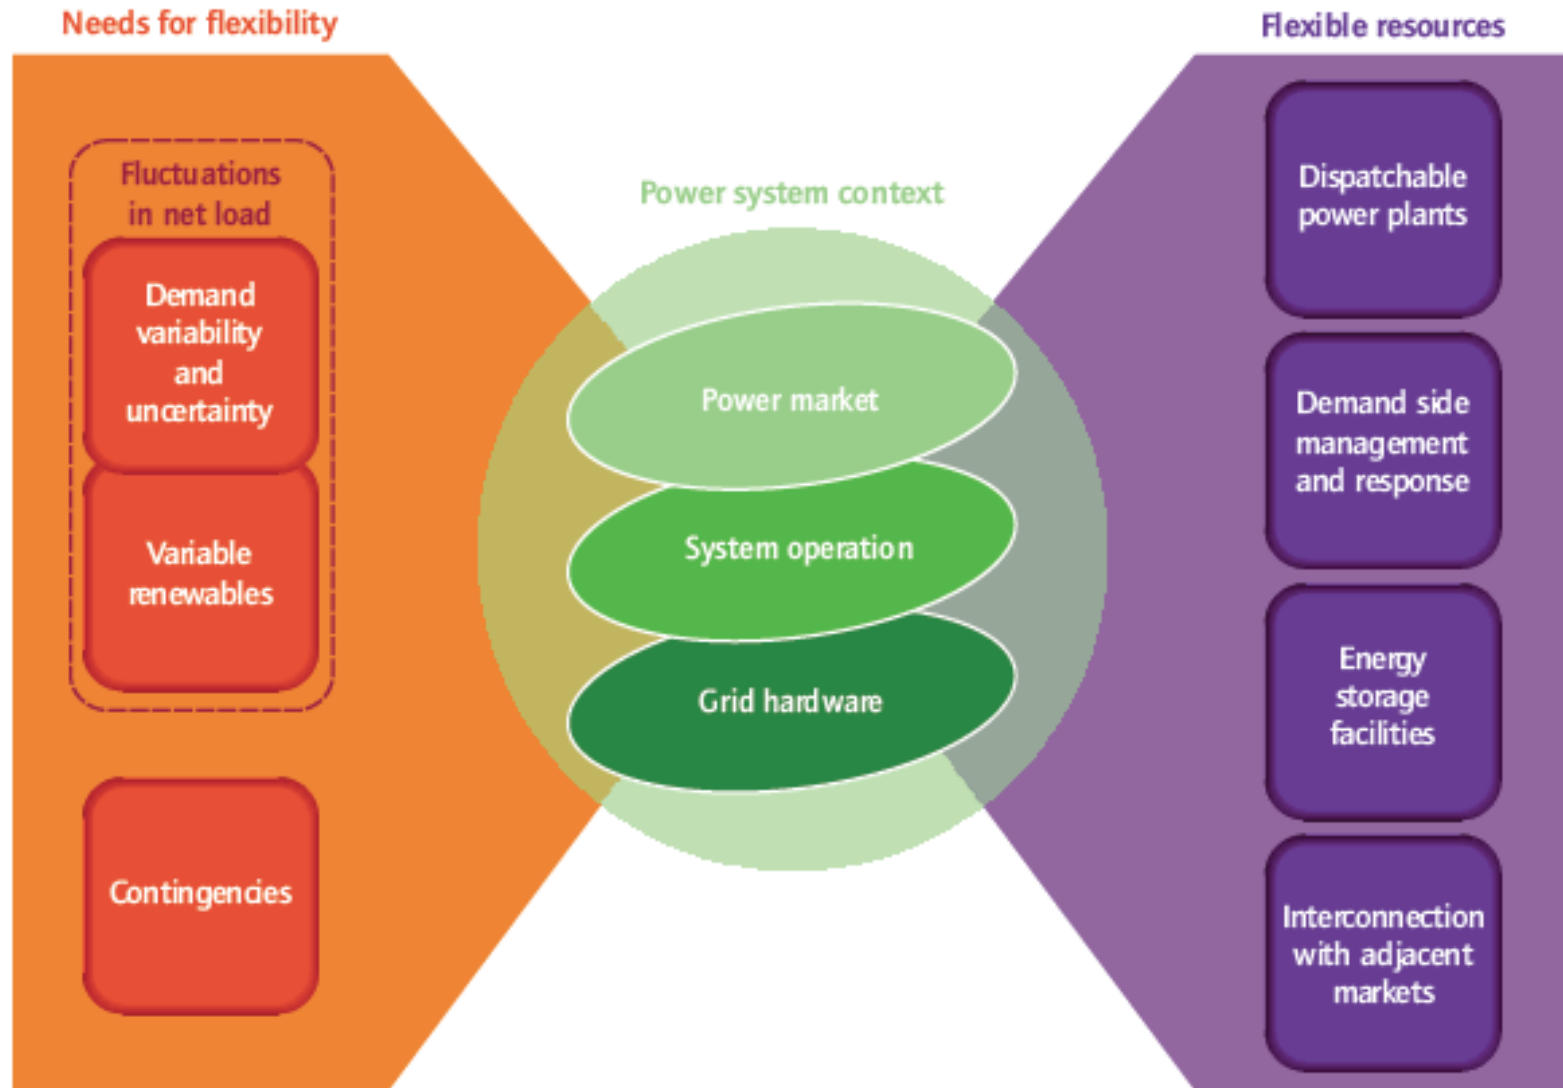 Needs for flexibility
Fluctuations
in net load
Demand
variability
and
uncertainty
Variable
renewables
Contingencies
Power system context
Power market
System operation
Grid hardware
Flexible resources
Dispatchable
power plants
Demand side
management
and response
Energy
storage
facilities
Interconnection
with adjacent
markets